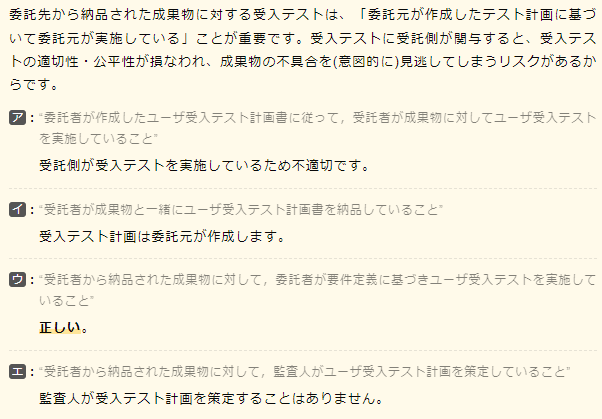 委託先から納品された成果物に対する受入テストは、「委託元が作成したテスト計画に基づ
いて委託元が実施している」ことが重要です。受入テストに受託側が関与すると、受入テス
トの適切性・公平性が損なわれ、成果物の不具合を(意図的に)見逃してしまうリスクがあるか
らです。
ア：“委託者が作成したユーザ受入テスト計画書に従って，受託者が成果物に対してユーザ受入テスト
を実施していること”
受託側が受入テストを実施しているため不適切です。
イ：“受託者が成果物と一緒にユーザ受入テスト計画書を納品していること”
受入テスト計画は委託元が作成します。
ウ：“受託者から納品された成果物に対して，委託者が要件定義に基づきユーザ受入テストを実施して
いること”
正しい。
エ：“受託者から納品された成果物に対して，監査人がユーザ受入テスト計画を策定していること”
監査人が受入テスト計画を策定することはありません。